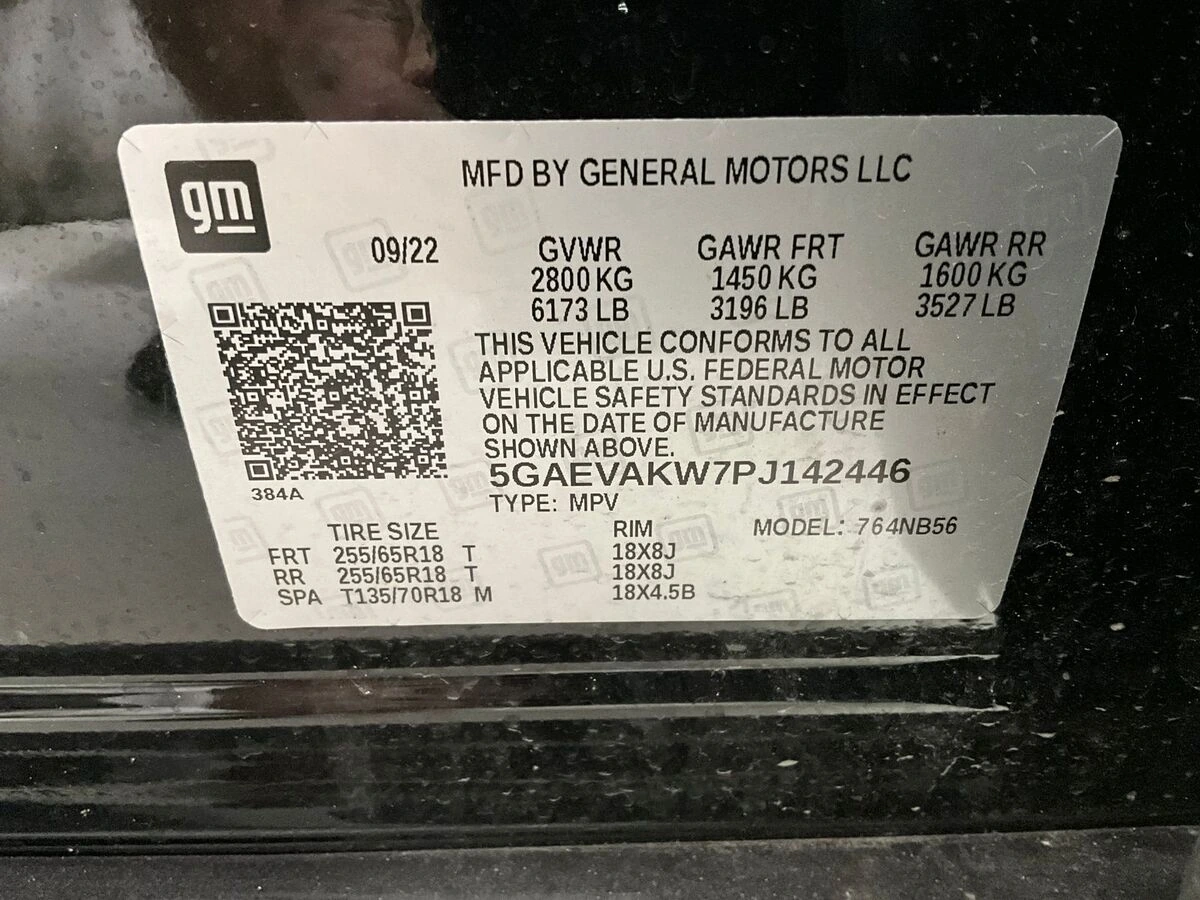 gm
MFD BY GENERAL MOTORS LLC
09/22 GVWR GAWR FRT GAWR RR
2800 KG 1450 KG 1600 KG
6173 LB 3196 LB 3527 LB
THIS VEHICLE CONFORMS TO ALL
APPLICABLE U.S. FEDERAL MOTOR
VEHICLE SAFETY STANDARDS IN EFFECT
ON THE DATE OF MANUFACTURE
SHOWN ABOVE.
5GAEVAKW7PJ142446
384A
TYPE: MPV
TIRE SIZE RIM MODEL: 764NB56
FRT 255/65R18 T 18X8J
RR 255/65R18 T 18X8J
SPA T135/70R18 M 18X4.5B